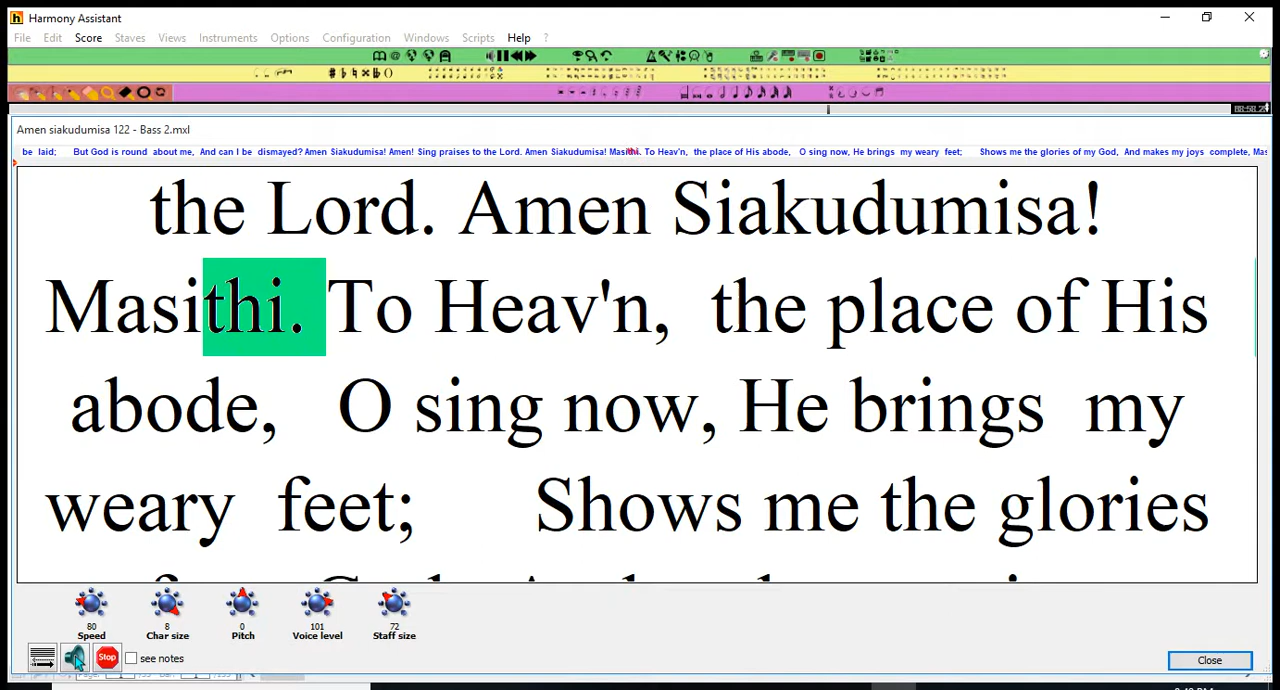 Harmony Assistant
File Edit Score Staves Views Instruments Options Configuration Windows Scripts Help ?
Amen siakudumisa 122 - Bass 2.mxl
be laid; But God is round about me, And can I be dismayed? Amen Siakudumisa! Amen! Sing praises to the Lord. Amen Siakudumisa! Masithi. To Heav'n, the place of His abode, O sing now, He brings my weary feet; Shows me the glories of my God, And makes my joys complete, Mas
the Lord. Amen Siakudumisa!
Masithi. To Heav'n, the place of His
abode, O sing now, He brings my
weary feet; Shows me the glories
80 8 0 101 72
Speed Char size Pitch Voice level Staff size
Stop see notes
Close